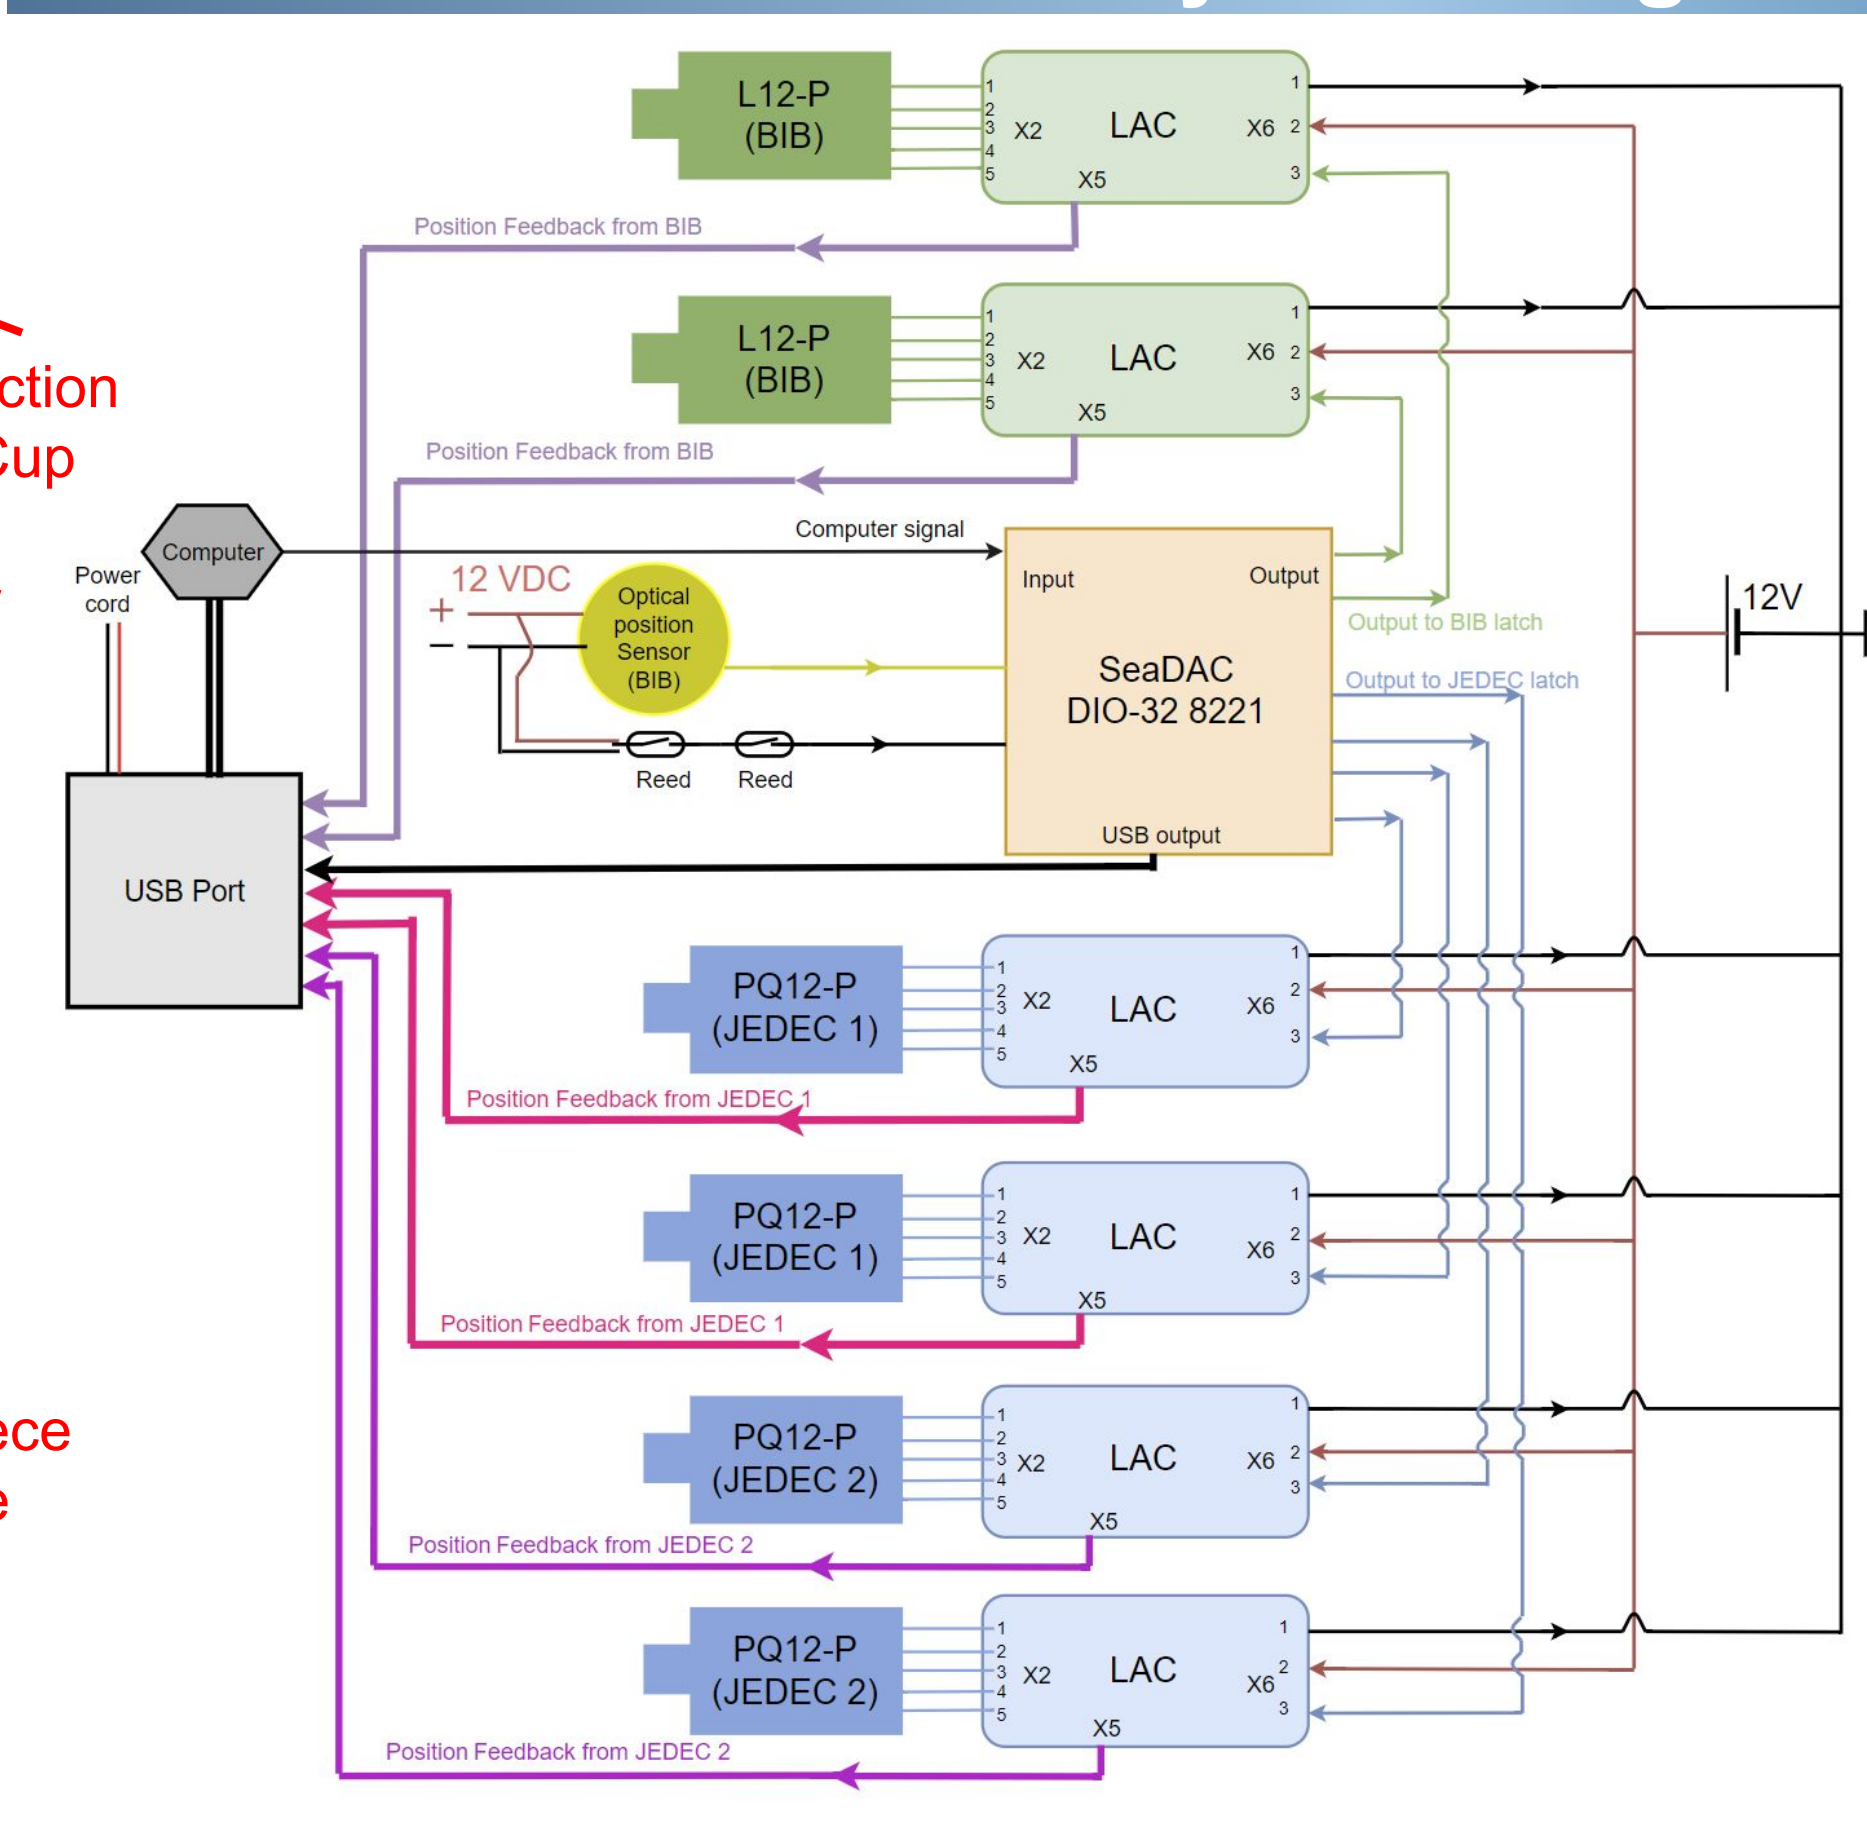 L12-P
(BIB)
1
2
3
4
5
X2
LAC
X5
X6
1
2
3
Position Feedback from BIB
L12-P
(BIB)
1
2
3
4
5
X2
LAC
X5
X6
1
2
3
Position Feedback from BIB
Computer
Computer signal
Power
cord
12 VDC
+
−
Optical
position
Sensor
(BIB)
Reed
Reed
Input
Output
SeaDAC
DIO-32 8221
USB output
Output to BIB latch
Output to JEDEC latch
12V
USB Port
PQ12-P
(JEDEC 1)
1
2
3
4
5
X2
LAC
X5
X6
1
2
3
Position Feedback from JEDEC 1
PQ12-P
(JEDEC 1)
1
2
3
4
5
X2
LAC
X5
X6
1
2
3
Position Feedback from JEDEC 1
PQ12-P
(JEDEC 2)
1
2
3
4
5
X2
LAC
X5
X6
1
2
3
Position Feedback from JEDEC 2
PQ12-P
(JEDEC 2)
1
2
3
4
5
X2
LAC
X5
X6
1
2
3
Position Feedback from JEDEC 2
ction
Cup
ece
e